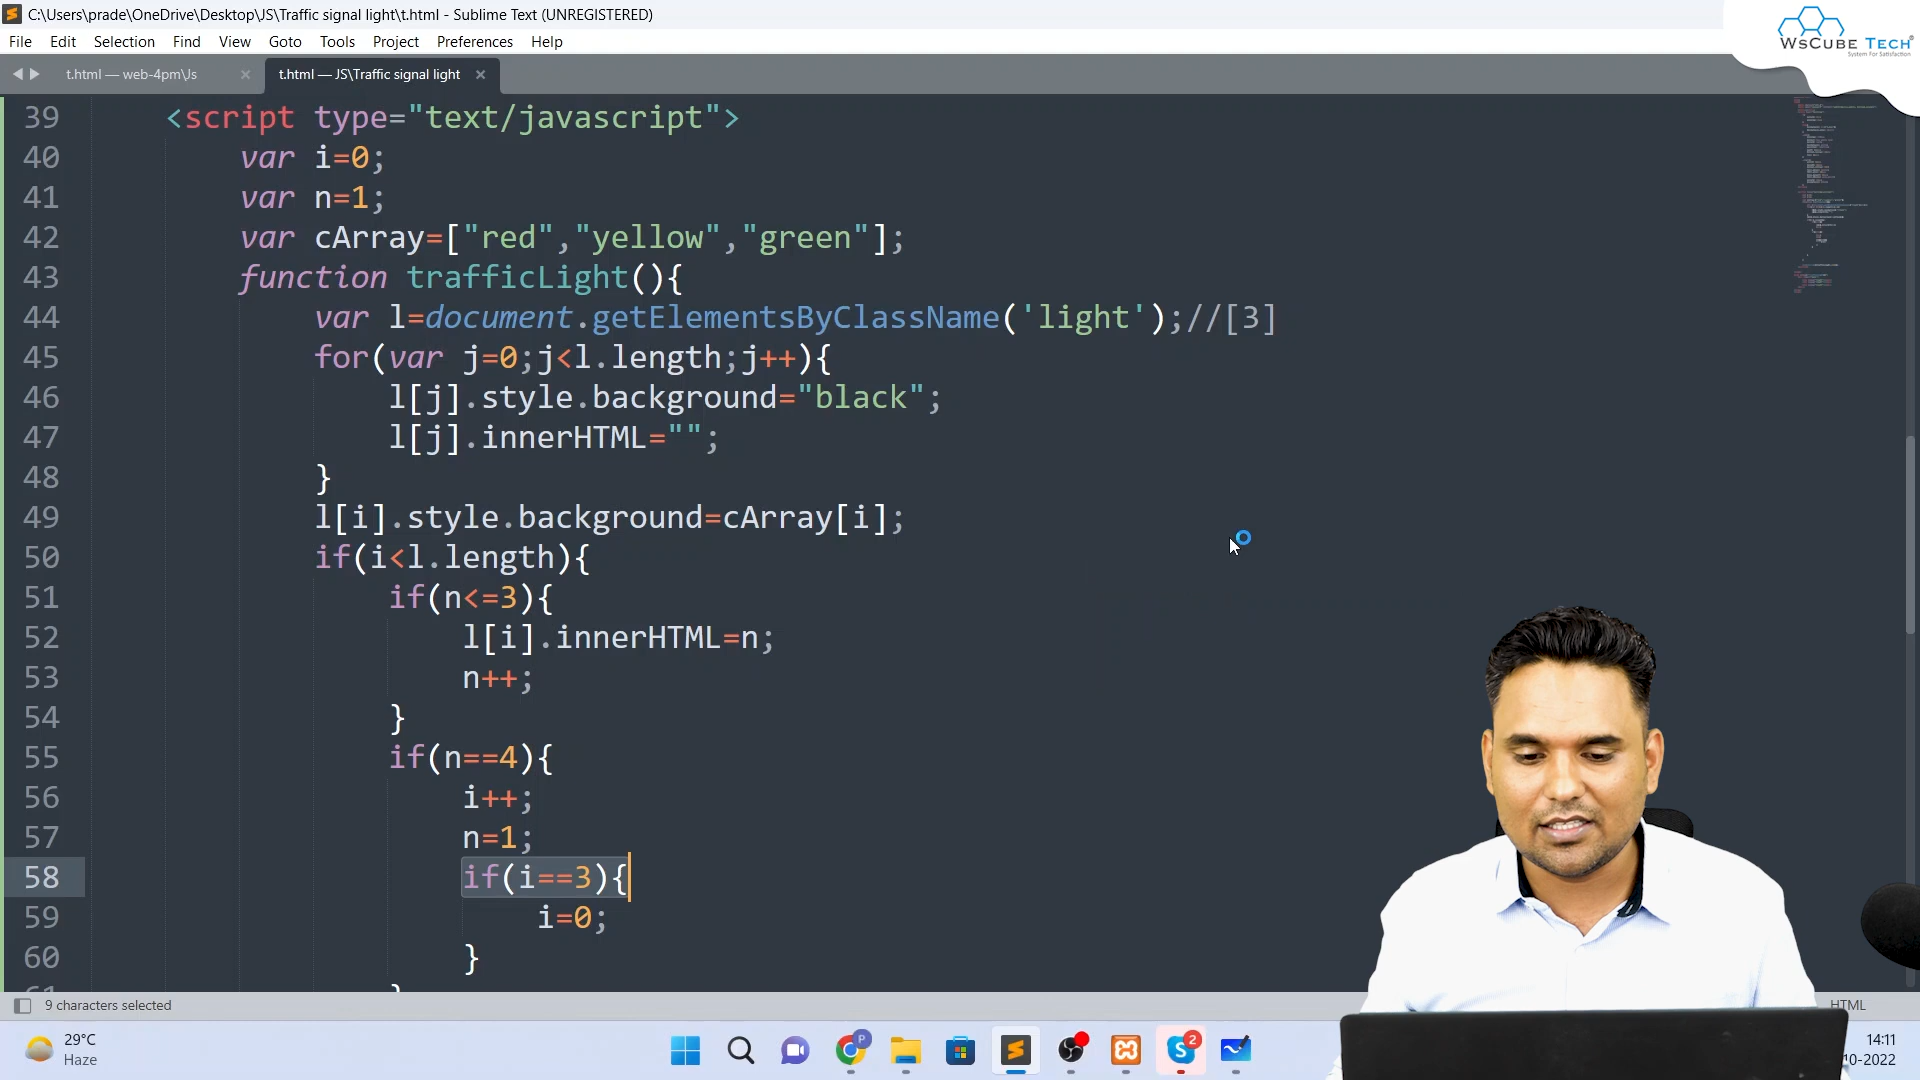 C:\Users\prade\OneDrive\Desktop\JS\Traffic signal light\t.html - Sublime Text (UNREGISTERED)
WsCube Tech
System For Satisfaction
File Edit Selection Find View Goto Tools Project Preferences Help
t.html — web-4pm\Js × t.html — JS\Traffic signal light ×
39 <script type="text/javascript">
40 var i=0;
41 var n=1;
42 var cArray=["red","yellow","green"];
43 function trafficLight(){
44 var l=document.getElementsByClassName('light');//[3]
45 for(var j=0;j<l.length;j++){
46 l[j].style.background="black";
47 l[j].innerHTML="";
48 }
49 l[i].style.background=cArray[i];
50 if(i<l.length){
51 if(n<=3){
52 l[i].innerHTML=n;
53 n++;
54 }
55 if(n==4){
56 i++;
57 n=1;
58 if(i==3){
59 i=0;
60 }
61 }
9 characters selected HTML
29°C
Haze
P
S 2
14:11
10-2022